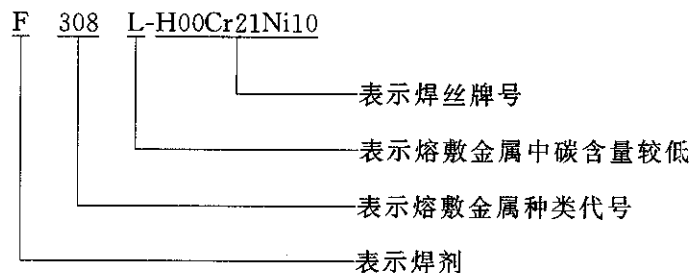 F 308 L-H00Cr21Ni10
表示焊丝牌号
表示熔敷金属中碳含量较低
表示熔敷金属种类代号
表示焊剂